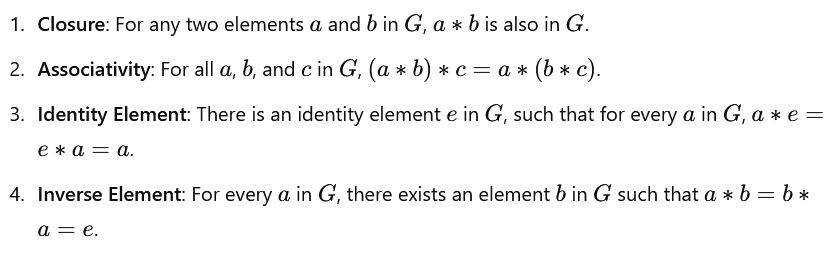 1. Closure: For any two elements a and b in G, a * b is also in G.
2. Associativity: For all a, b, and c in G, (a * b) * c = a * (b * c).
3. Identity Element: There is an identity element e in G, such that for every a in G, a * e =
e * a = a.
4. Inverse Element: For every a in G, there exists an element b in G such that a * b = b *
a = e.